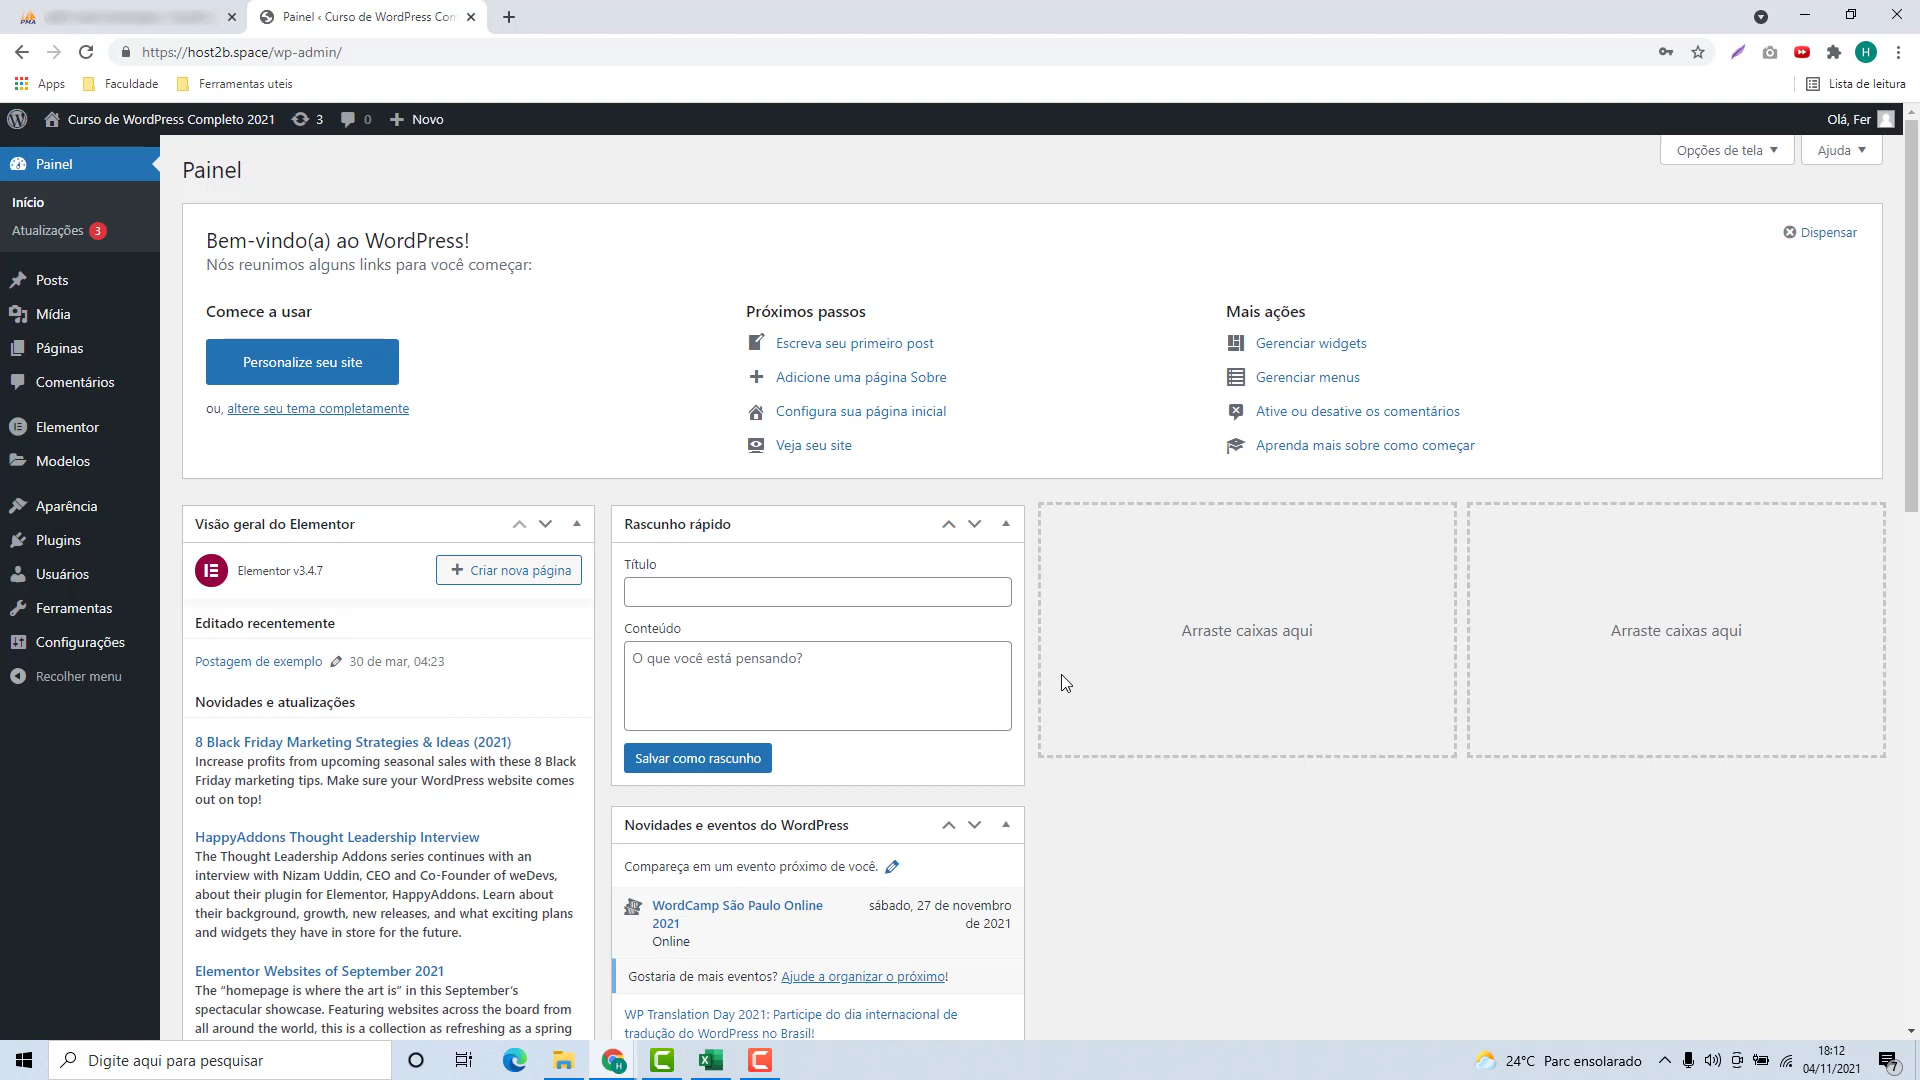 Painel ‹ Curso de WordPress Com
https://host2b.space/wp-admin/
H
Apps
Faculdade
Ferramentas uteis
Lista de leitura
Curso de WordPress Completo 2021
3
0
Novo
Olá, Fer
Painel
Início
Atualizações 3
Posts
Mídia
Páginas
Comentários
Elementor
Modelos
Aparência
Plugins
Usuários
Ferramentas
Configurações
Recolher menu
Painel
Opções de tela
Ajuda
Bem-vindo(a) ao WordPress!
Nós reunimos alguns links para você começar:
Dispensar
Comece a usar
Personalize seu site
ou, altere seu tema completamente
Próximos passos
Escreva seu primeiro post
Adicione uma página Sobre
Configura sua página inicial
Veja seu site
Mais ações
Gerenciar widgets
Gerenciar menus
Ative ou desative os comentários
Aprenda mais sobre como começar
Visão geral do Elementor
Elementor v3.4.7
Criar nova página
Editado recentemente
Postagem de exemplo 30 de mar, 04:23
Novidades e atualizações
8 Black Friday Marketing Strategies & Ideas (2021)
Increase profits from upcoming seasonal sales with these 8 Black
Friday marketing tips. Make sure your WordPress website comes
out on top!
HappyAddons Thought Leadership Interview
The Thought Leadership Addons series continues with an
interview with Nizam Uddin, CEO and Co-Founder of weDevs,
about their plugin for Elementor, HappyAddons. Learn about
their background, growth, new releases, and what exciting plans
and widgets they have in store for the future.
Elementor Websites of September 2021
The “homepage is where the art is” in this September’s
spectacular showcase. Featuring websites across the board from
all around the world, this is a collection as refreshing as a spring
Rascunho rápido
Título
Conteúdo
O que você está pensando?
Salvar como rascunho
Novidades e eventos do WordPress
Compareça em um evento próximo de você.
WordCamp São Paulo Online
2021
Online
sábado, 27 de novembro
de 2021
Gostaria de mais eventos? Ajude a organizar o próximo!
WP Translation Day 2021: Participe do dia internacional de
tradução do WordPress no Brasil!
Arraste caixas aqui
Arraste caixas aqui
Digite aqui para pesquisar
24°C Parc ensolarado
18:12
04/11/2021
7